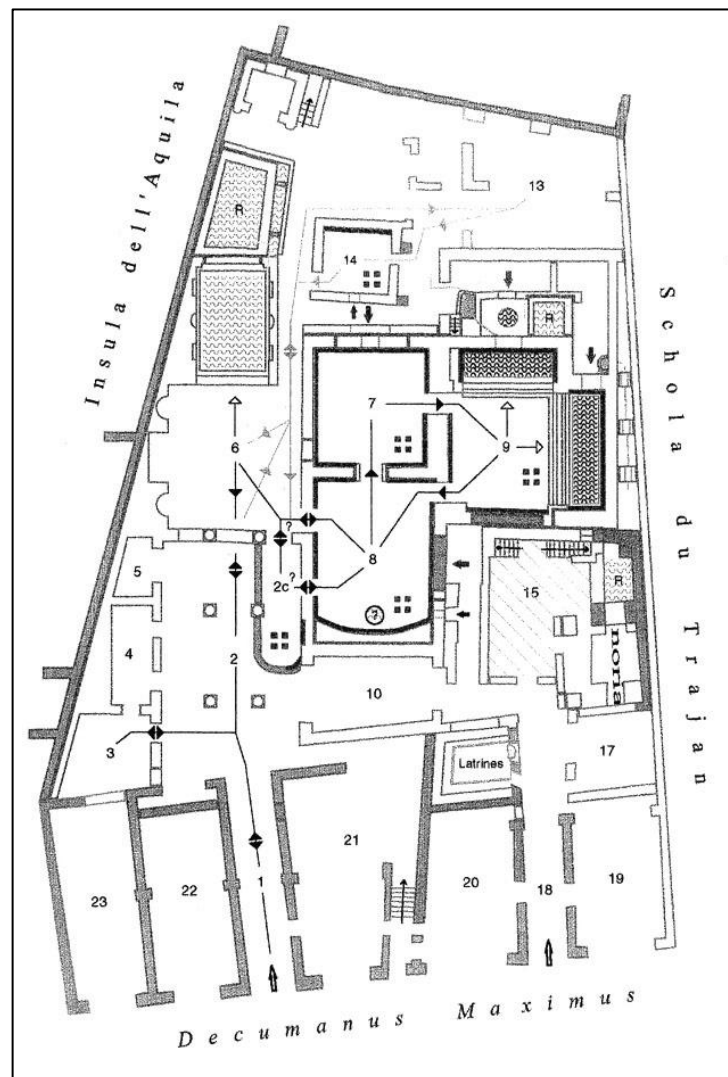 Insula dell'Aquila
Schola du Trajan
13
R
14
R
7
6
9
?
8
5
2c ?
15
R
4
?
noria
2
10
3
17
Latrines
21
1
20
18
19
22
23
Decumanus Maximus